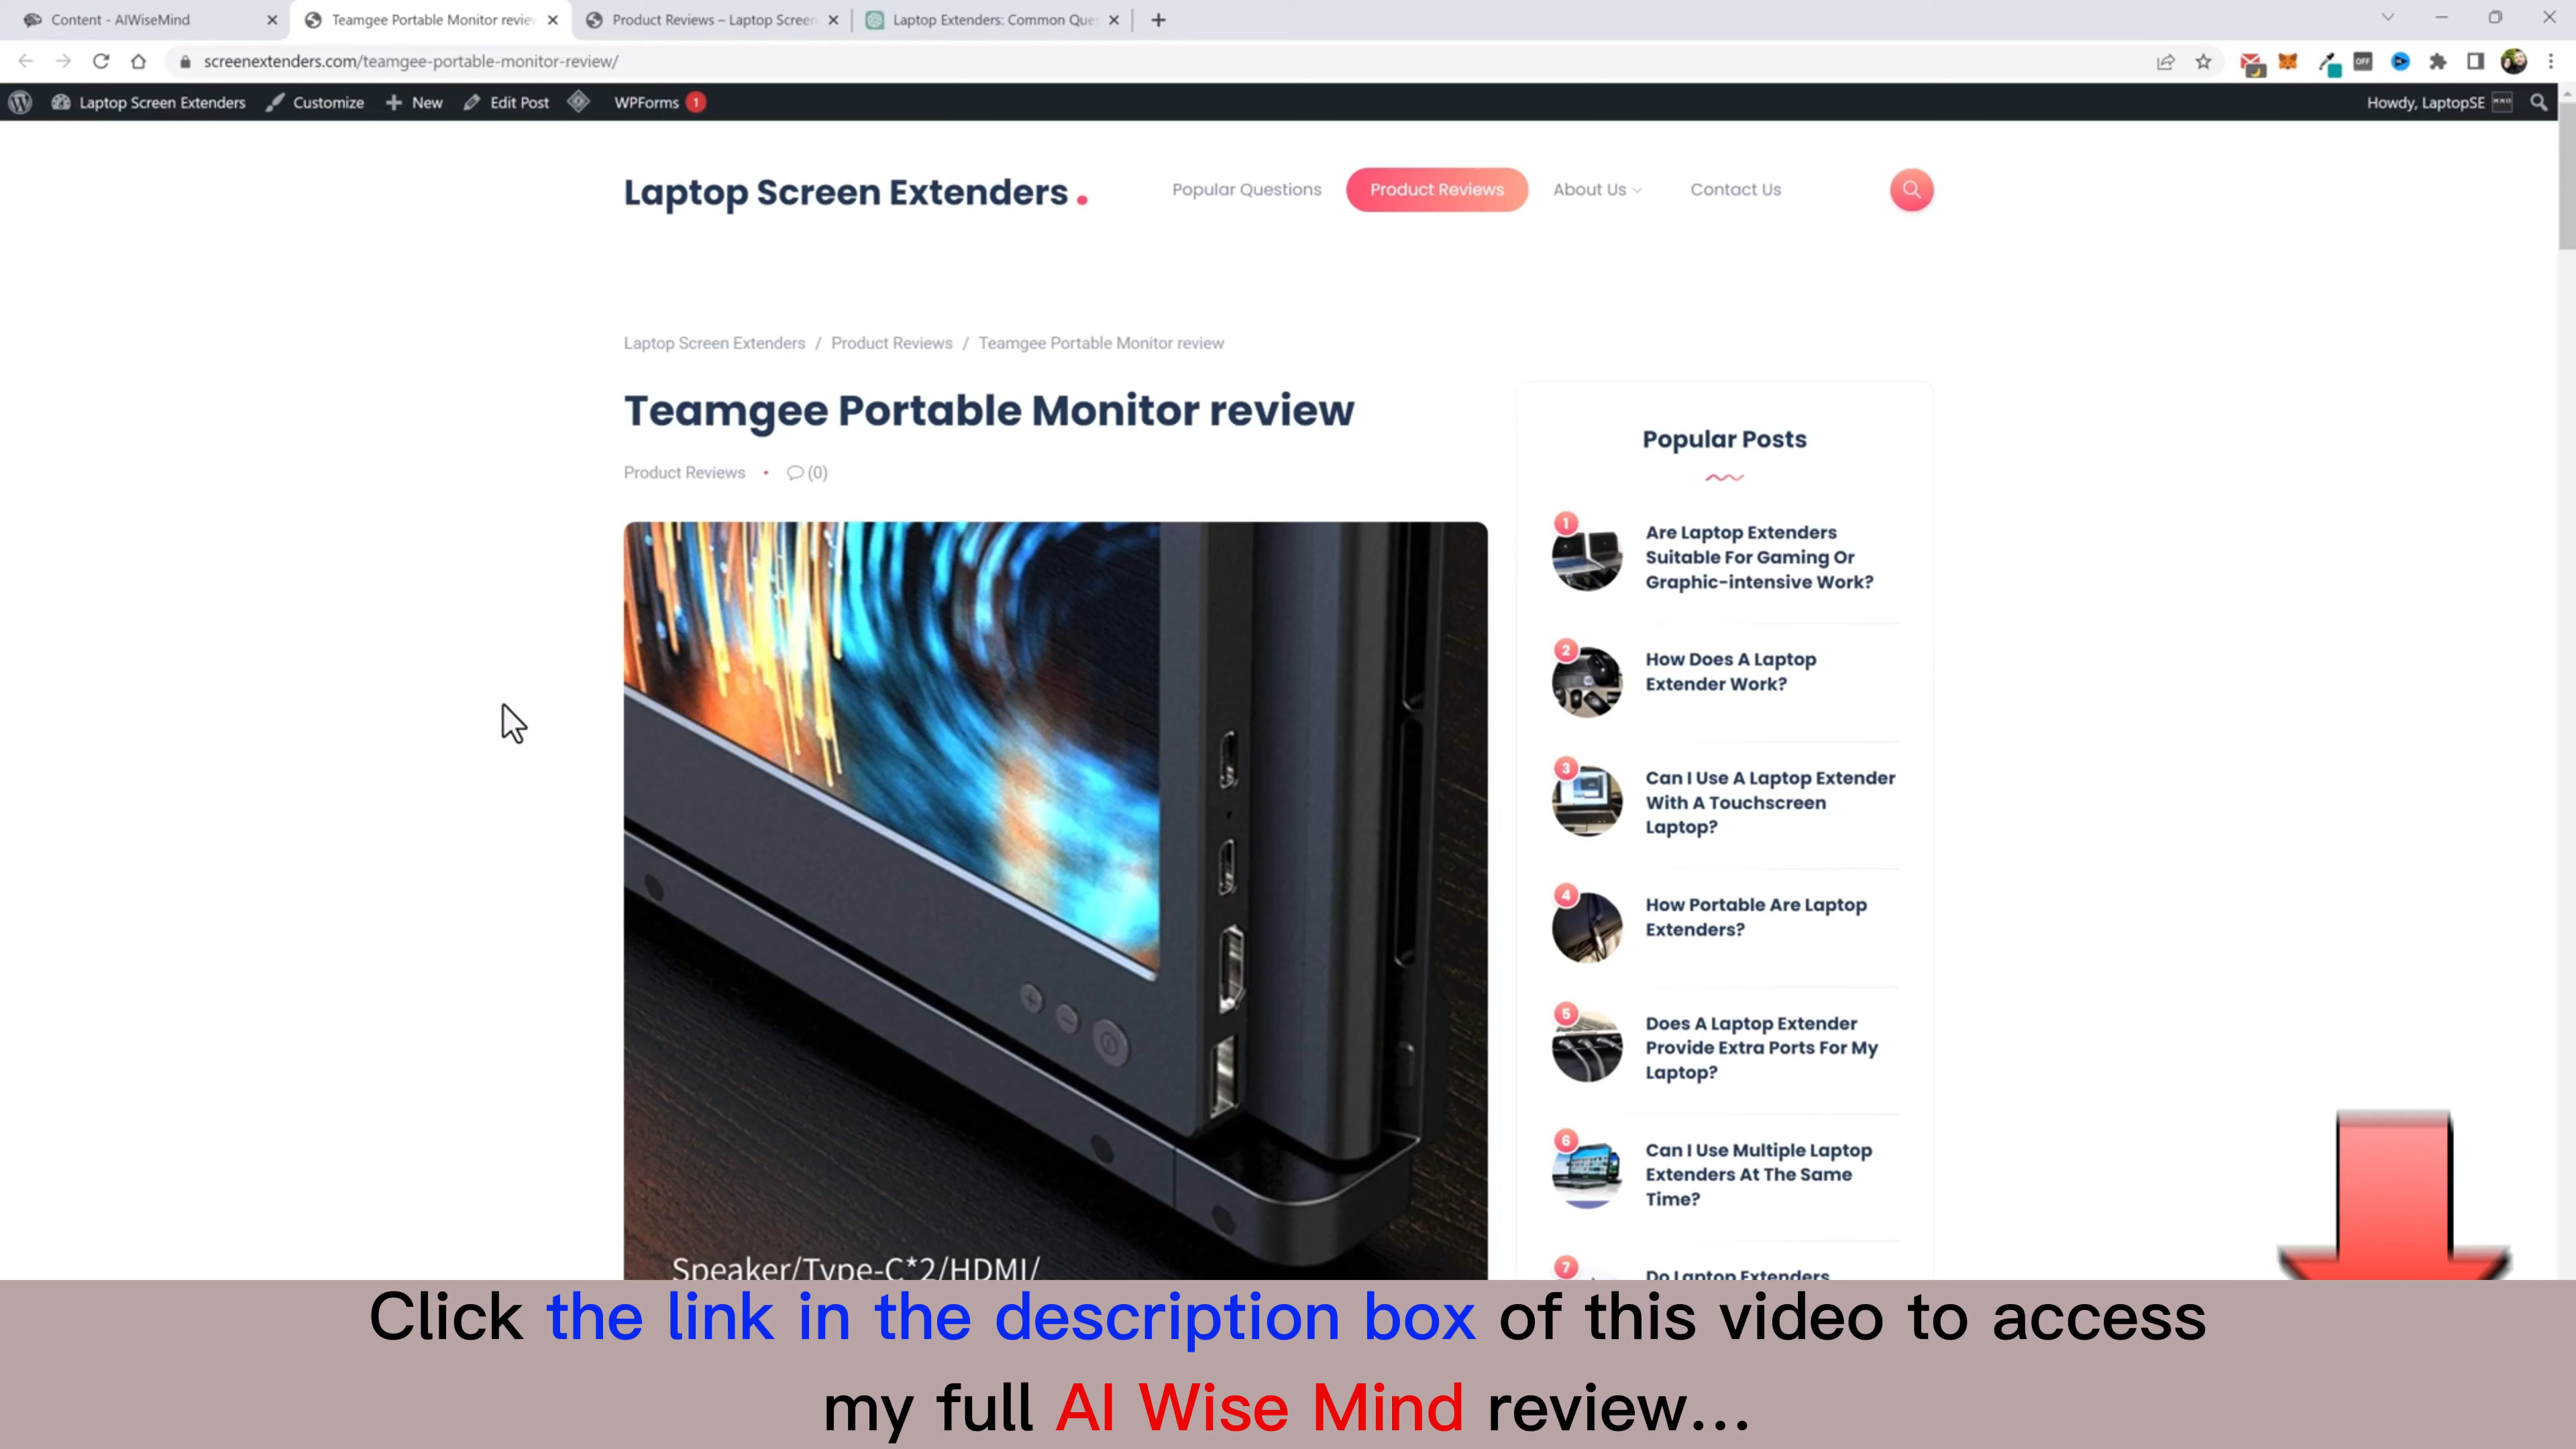 Content - AIWiseMind
Teamgee Portable Monitor revie
Product Reviews – Laptop Screen
Laptop Extenders: Common Ques
screenextenders.com/teamgee-portable-monitor-review/
OFF
Laptop Screen Extenders
Customize
New
Edit Post
WPForms 1
Howdy, LaptopSE
Laptop Screen Extenders.
Popular Questions
Product Reviews
About Us
Contact Us
Laptop Screen Extenders / Product Reviews / Teamgee Portable Monitor review
Teamgee Portable Monitor review
Product Reviews • (0)
Speaker/Type-C*2/HDMI/
Popular Posts
1
Are Laptop Extenders
Suitable For Gaming Or
Graphic-intensive Work?
2
How Does A Laptop
Extender Work?
3
Can I Use A Laptop Extender
With A Touchscreen
Laptop?
4
How Portable Are Laptop
Extenders?
5
Does A Laptop Extender
Provide Extra Ports For My
Laptop?
6
Can I Use Multiple Laptop
Extenders At The Same
Time?
7
Do Laptop Extenders
Click the link in the description box of this video to access
my full AI Wise Mind review...